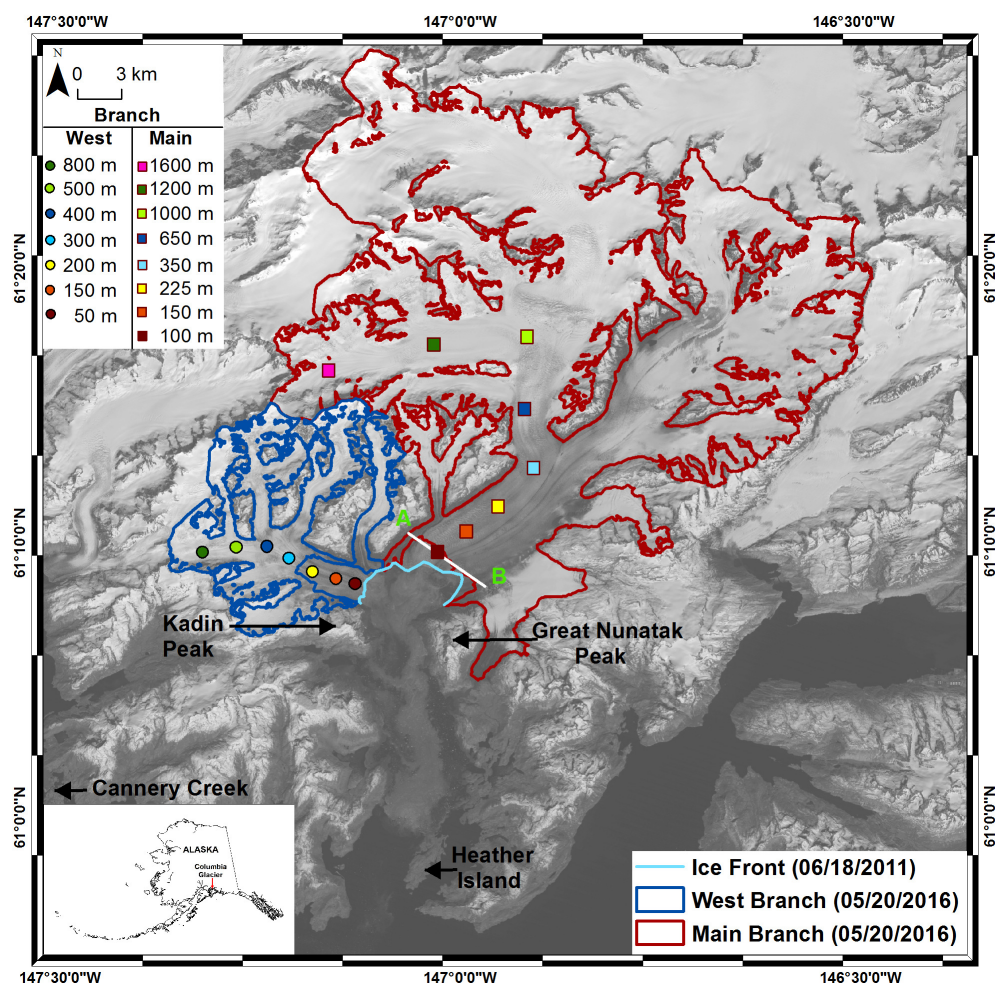 147°30'0"W 147°0'0"W 146°30'0"W
N
0 3 km
Branch
West Main
800 m 1600 m
500 m 1200 m
400 m 1000 m
300 m 650 m
200 m 350 m
150 m 225 m
50 m 150 m
100 m
61°20'0"N
61°20'0"N
A
61°10'0"N
61°10'0"N
B
Kadin
Peak
Great Nunatak
Peak
Cannery Creek
61°0'0"N
61°0'0"N
ALASKA
Columbia
Glacier
Heather
Island
Ice Front (06/18/2011)
West Branch (05/20/2016)
Main Branch (05/20/2016)
147°30'0"W 147°0'0"W 146°30'0"W